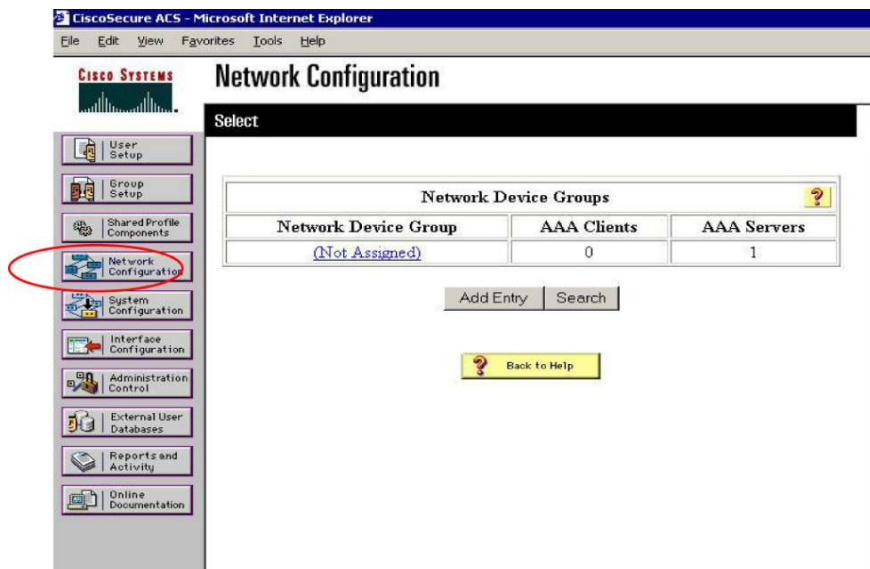 CiscoSecure ACS - Microsoft Internet Explorer
File Edit View Favorites Tools Help
CISCO SYSTEMS
Network Configuration
Select
User
Setup
Group
Setup
Shared Profile
Components
Network
Configuration
System
Configuration
Interface
Configuration
Administration
Control
External User
Databases
Reports and
Activity
Online
Documentation
Network Device Groups ?
Network Device Group AAA Clients AAA Servers
(Not Assigned) 0 1
Add Entry Search
? Back to Help